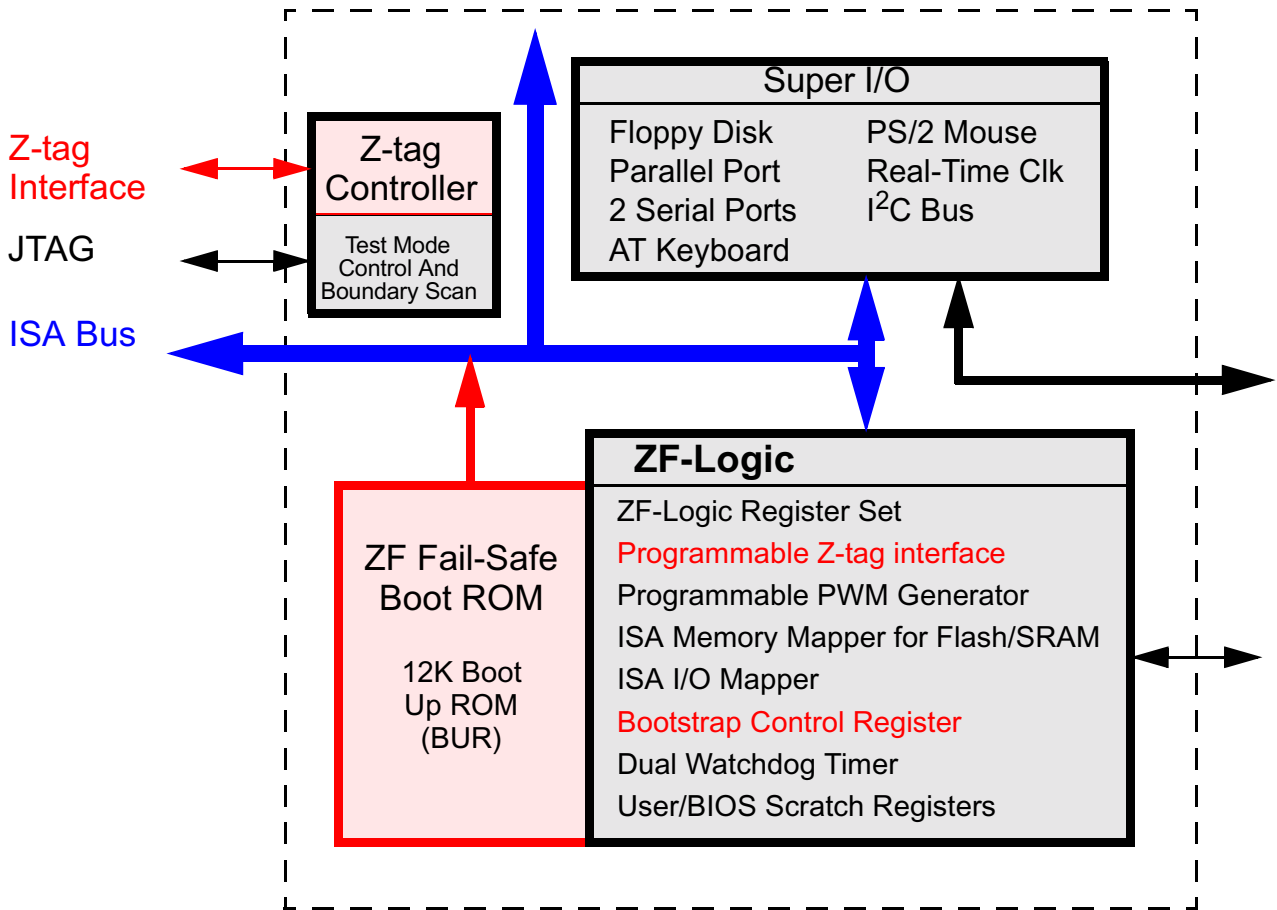 Z-tag
Interface
JTAG
ISA Bus
Z-tag
Controller
Test Mode
Control And
Boundary Scan
Super I/O
Floppy Disk
Parallel Port
2 Serial Ports
AT Keyboard
PS/2 Mouse
Real-Time Clk
I²C Bus
ZF Fail-Safe
Boot ROM
12K Boot
Up ROM
(BUR)
ZF-Logic
ZF-Logic Register Set
Programmable Z-tag interface
Programmable PWM Generator
ISA Memory Mapper for Flash/SRAM
ISA I/O Mapper
Bootstrap Control Register
Dual Watchdog Timer
User/BIOS Scratch Registers